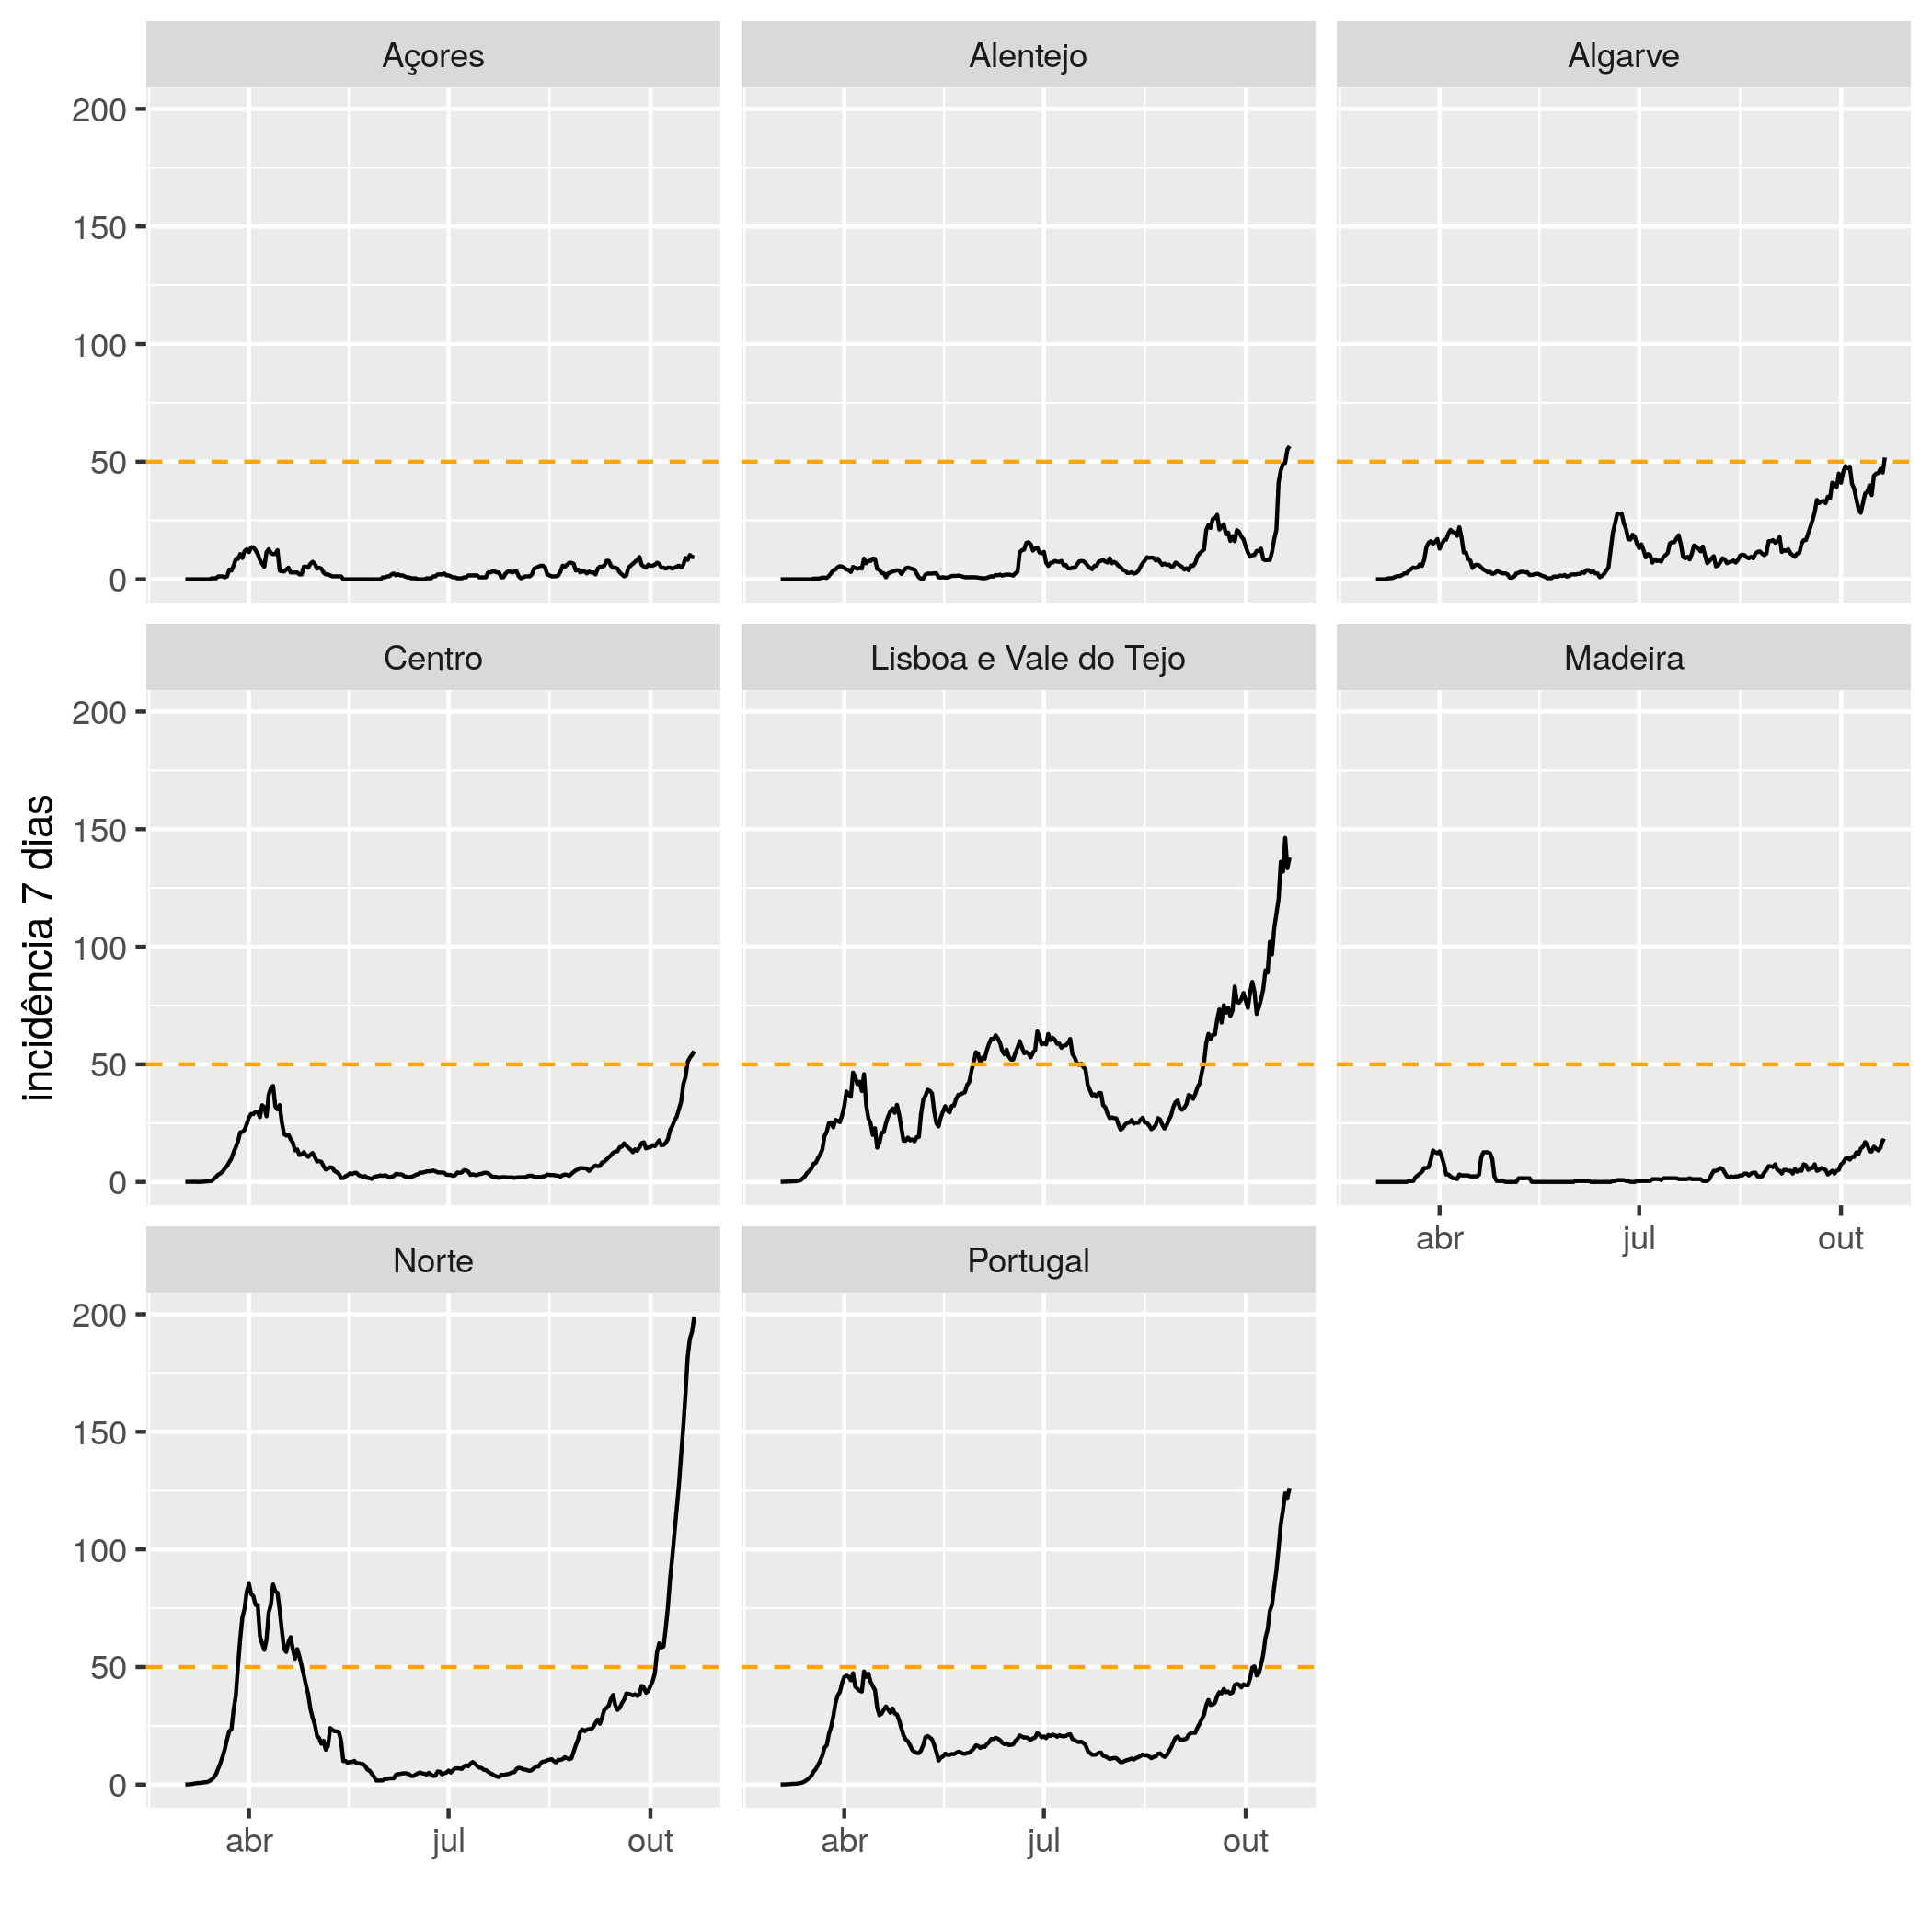 Açores
Alentejo
Algarve
200
150
100
50
0
Centro
Lisboa e Vale do Tejo
Madeira
200
150
100
50
0
incidência 7 dias
abr
jul
out
Norte
Portugal
200
150
100
50
0
abr
jul
out
abr
jul
out